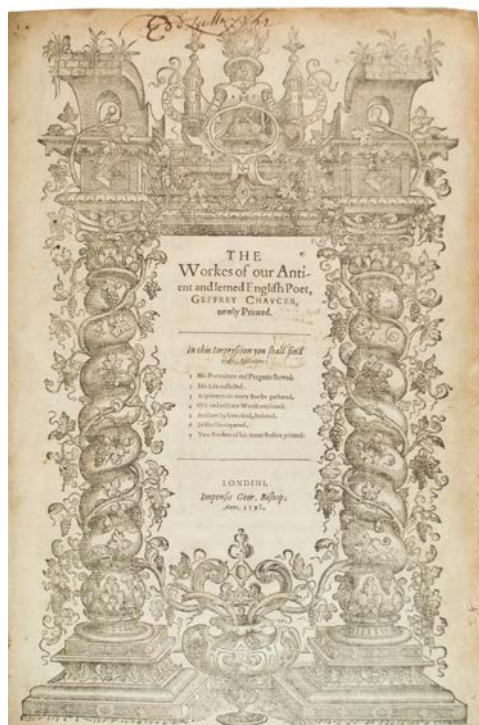 THE
Workes of our Anti-
ent and lerned Engliſh Poet,
GEFFREY CHAVCER,
newly Printed.
In this Impreſsion you ſhall find
theſe Additions:
1 His Portraiture and Progenie ſhewed.
2 His Life collected.
3 Arguments to euery Booke gathered.
4 Old and obſcure Words explaned.
5 Authors by him cited, declared.
6 Difficulties opened.
7 Two Bookes of his neuer before printed.
LONDINI,
Impenſis Geor. Biſhop.
Anno. 1598.